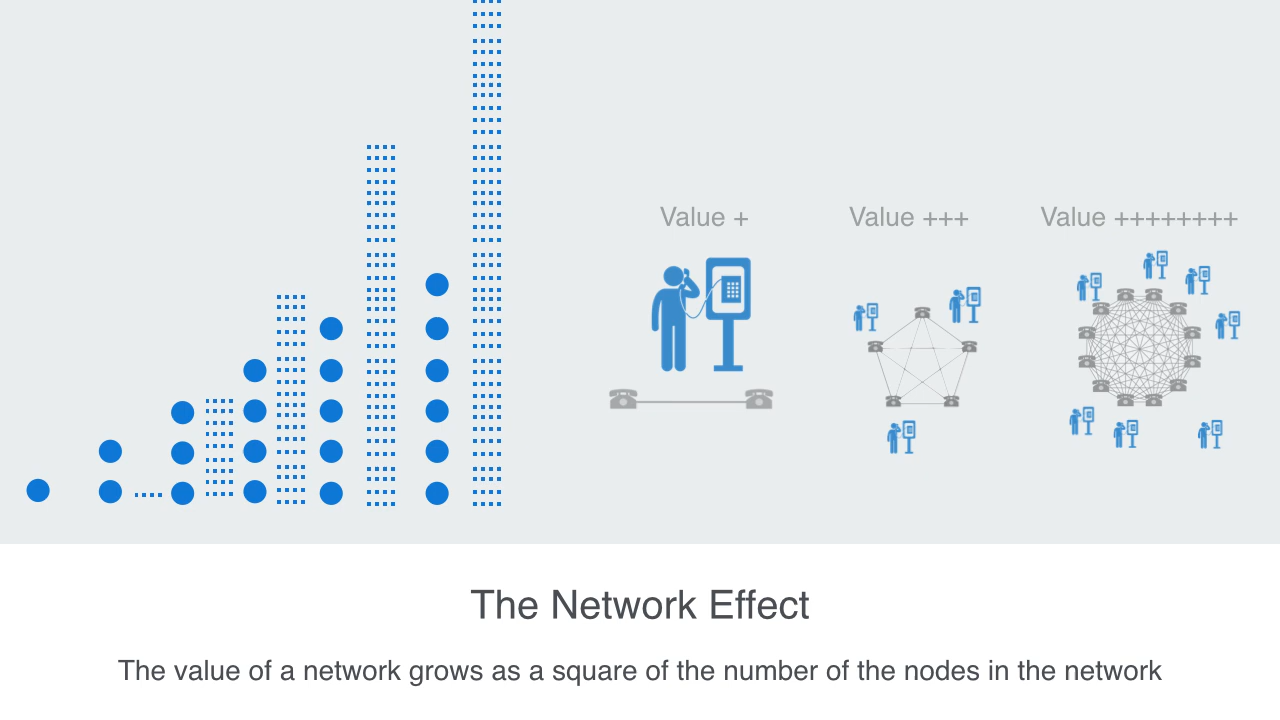 Value +
Value +++
Value ++++++++
The Network Effect
The value of a network grows as a square of the number of the nodes in the network